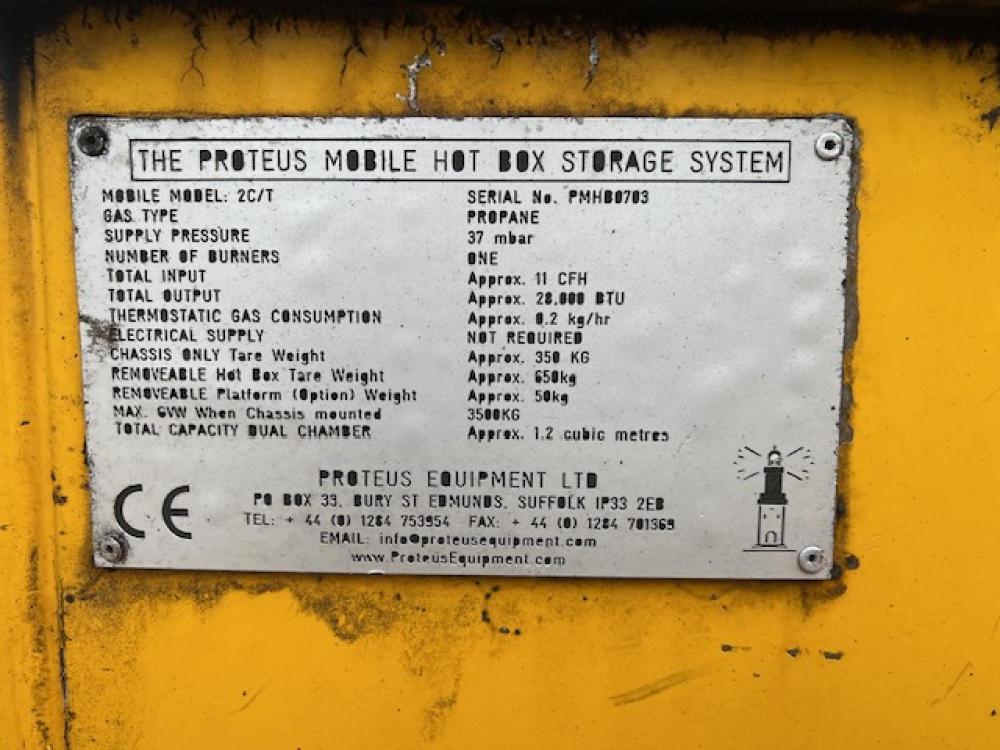 THE PROTEUS MOBILE HOT BOX STORAGE SYSTEM
MOBILE MODEL: 2C/T SERIAL No. PMHB0703
GAS TYPE PROPANE
SUPPLY PRESSURE 37 mbar
NUMBER OF BURNERS ONE
TOTAL INPUT Approx. 11 CFH
TOTAL OUTPUT Approx. 28,000 BTU
THERMOSTATIC GAS CONSUMPTION Approx. 0.2 kg/hr
ELECTRICAL SUPPLY NOT REQUIRED
CHASSIS ONLY Tare Weight Approx. 350 KG
REMOVEABLE Hot Box Tare Weight Approx. 650kg
REMOVEABLE Platform (Option) Weight Approx. 50kg
MAX. GVW When Chassis mounted 3500KG
TOTAL CAPACITY DUAL CHAMBER Approx. 1.2 cubic metres
PROTEUS EQUIPMENT LTD
PO BOX 33, BURY ST EDMUNDS, SUFFOLK IP33 2EB
TEL: + 44 (0) 1284 753954 FAX: + 44 (0) 1284 701369
EMAIL: info@proteusequipment.com
www.ProteusEquipment.com
CE